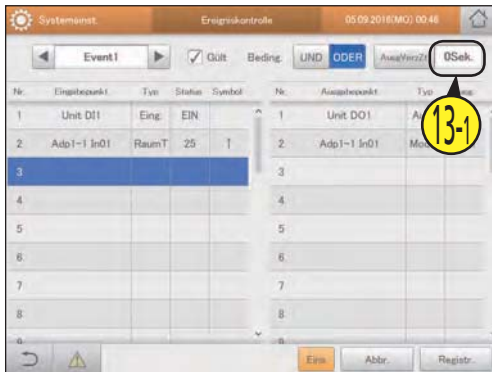 Systemeinst. Ereigniskontrolle 05.09.2016(MO) 00:46
Event1 Gült Beding. UND ODER AusgVerzZt 0Sek.
Nr. Eingabepunkt Typ Status Symbol Nr. Ausgabepunkt Typ
1 Unit DI1 Eing. EIN 1 Unit DO1
2 Adp1-1 In01 RaumT 25 ↑ 2 Adp1-1 In01
3 3
4 4
5 5
6 6
7 7
8 8
9 9
13-1
Eins. Abbr. Registr.